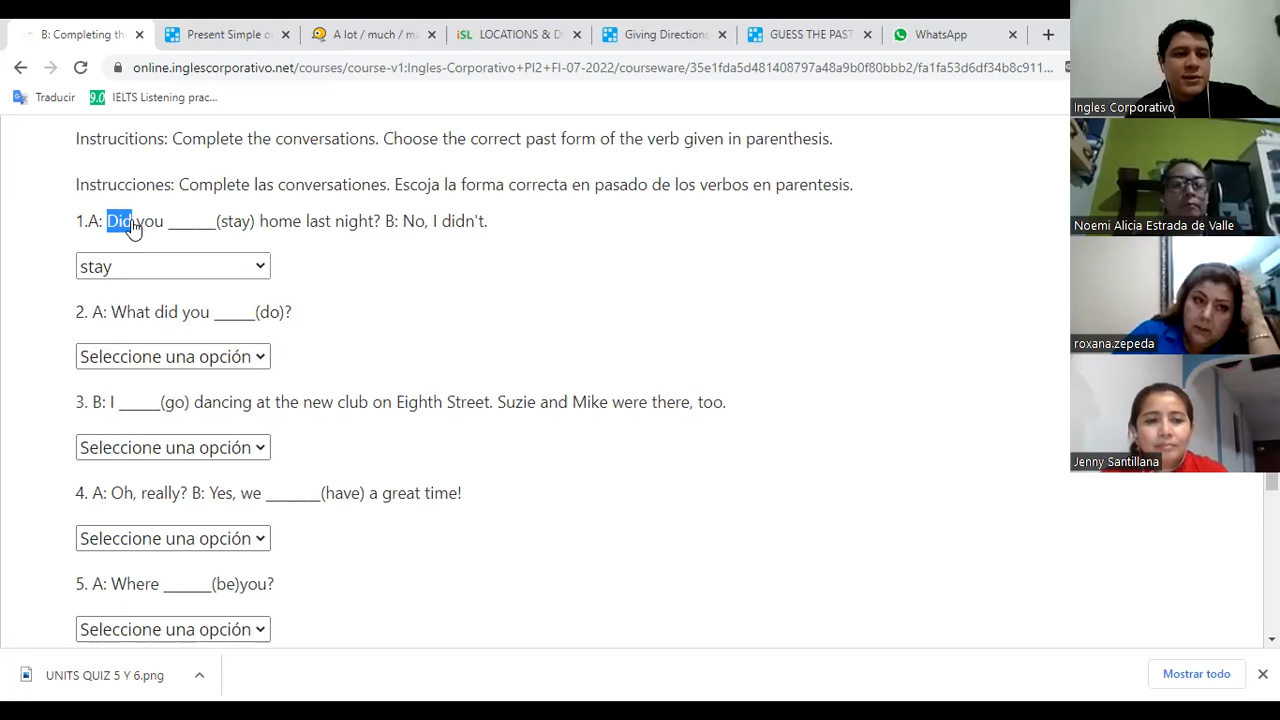 B: Completing th
Present Simple o
A lot / much / m
iSL LOCATIONS & D
Giving Direction
GUESS THE PAST
WhatsApp
online.inglescorporativo.net/courses/course-v1:Ingles-Corporativo+PI2+FI-07-2022/courseware/35e1fda5d481408797a48a9b0f80bbb2/fa1fa53d6df34b8c911...
Traducir
9.0 IELTS Listening prac...
Instrucitions: Complete the conversations. Choose the correct past form of the verb given in parenthesis.
Instrucciones: Complete las conversationes. Escoja la forma correcta en pasado de los verbos en parentesis.
1.A: Did you ______(stay) home last night? B: No, I didn't.
stay
2. A: What did you _____(do)?
Seleccione una opción
3. B: I _____(go) dancing at the new club on Eighth Street. Suzie and Mike were there, too.
Seleccione una opción
4. A: Oh, really? B: Yes, we _______(have) a great time!
Seleccione una opción
5. A: Where ______(be)you?
Seleccione una opción
UNITS QUIZ 5 Y 6.png
Mostrar todo
Ingles Corporativo
Noemi Alicia Estrada de Valle
roxana.zepeda
Jenny Santillana